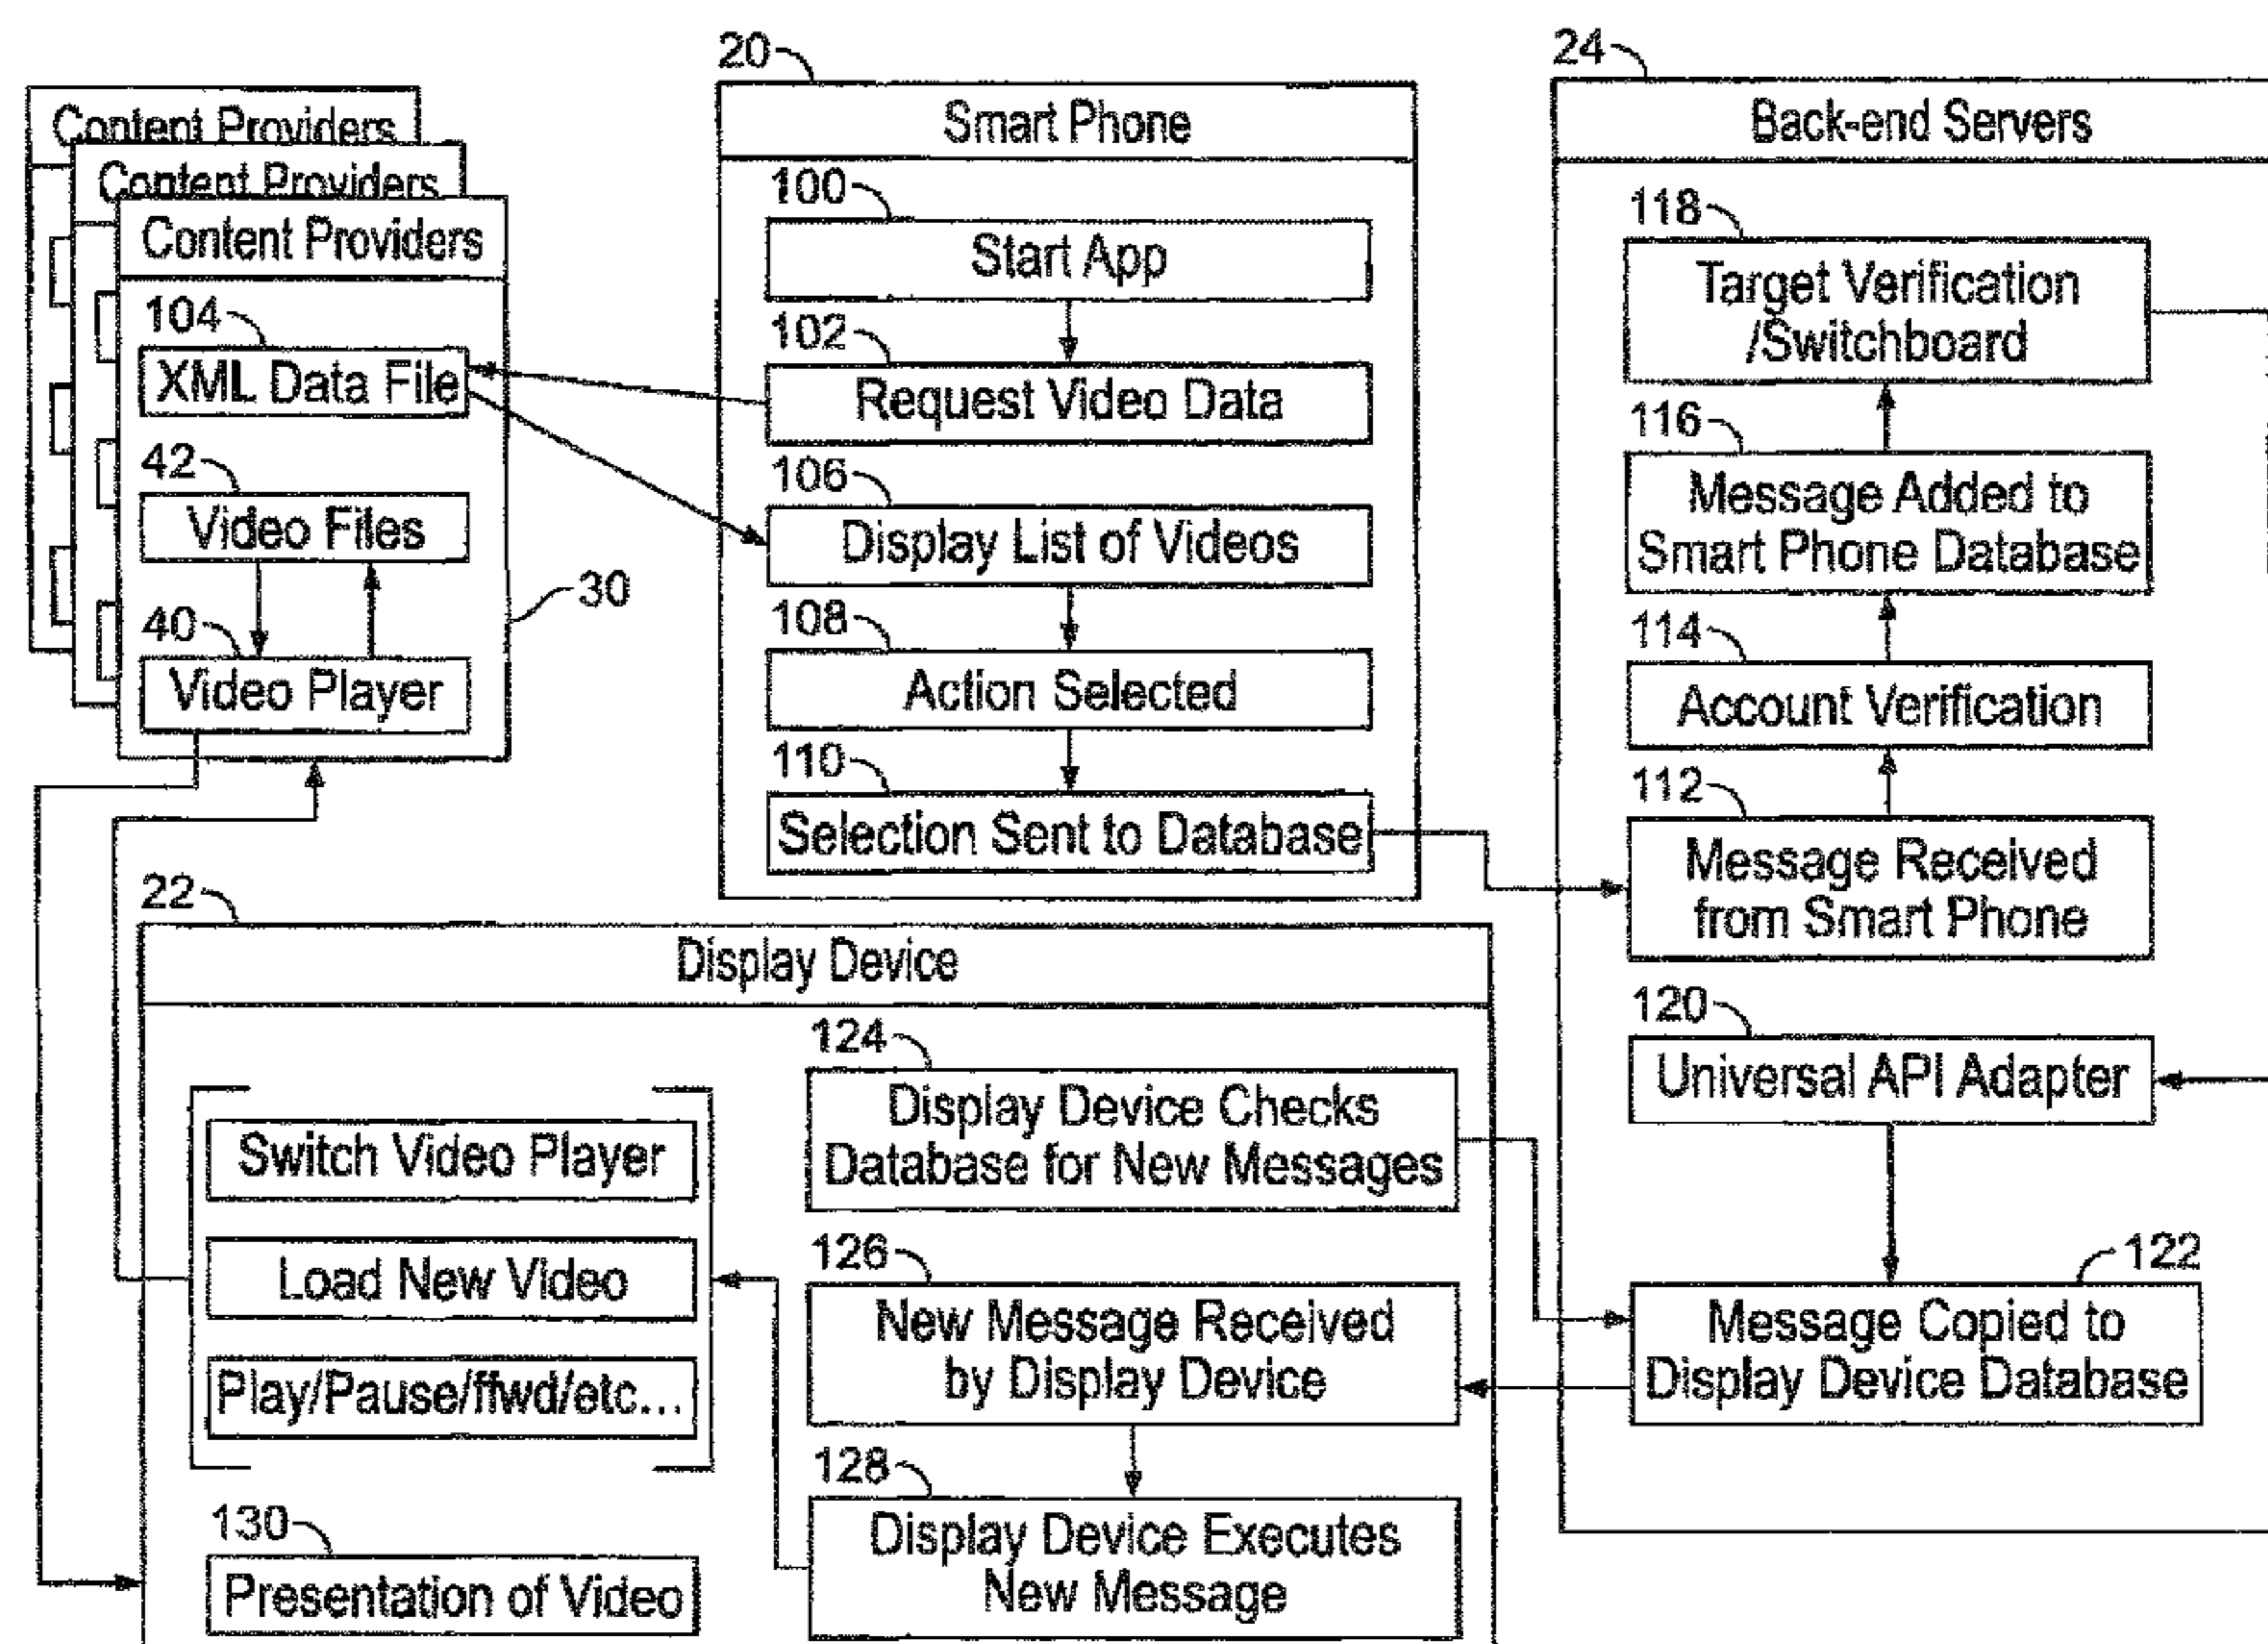 Content Providers
Content Providers
30
Content Providers
104
XML Data File
42
Video Files
40
Video Player
20
Smart Phone
100
Start App
102
Request Video Data
106
Display List of Videos
108
Action Selected
110
Selection Sent to Database
24
Back-end Servers
118
Target Verification
/Switchboard
116
Message Added to
Smart Phone Database
114
Account Verification
112
Message Received
from Smart Phone
120
Universal API Adapter
122
Message Copied to
Display Device Database
22
Display Device
124
Display Device Checks
Database for New Messages
126
New Message Received
by Display Device
128
Display Device Executes
New Message
Switch Video Player
Load New Video
Play/Pause/ffwd/etc...
130
Presentation of Video